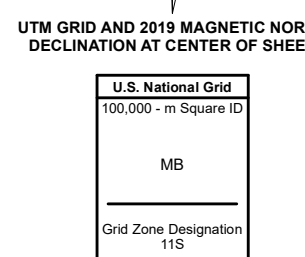 UTM GRID AND 2019 MAGNETIC NOR
DECLINATION AT CENTER OF SHEE
U.S. National Grid
100,000 - m Square ID
MB
Grid Zone Designation
11S